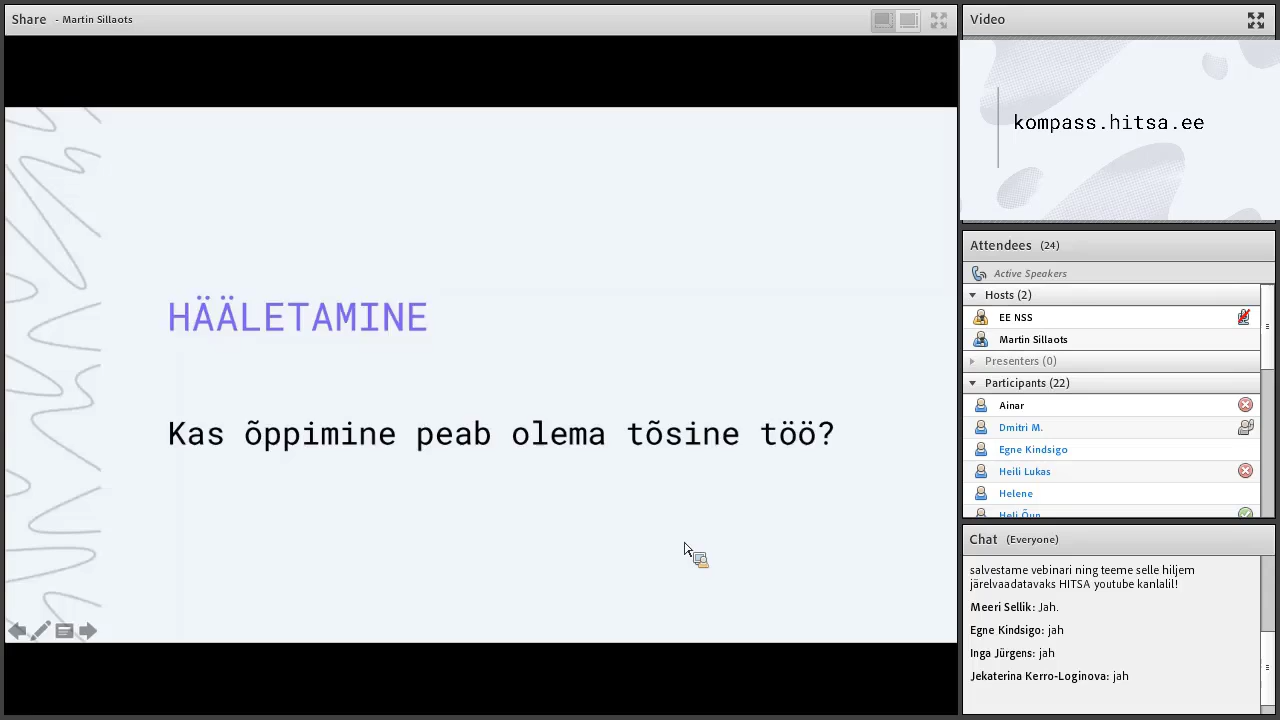 Share - Martin Sillaots
HÄÄLETAMINE
Kas õppimine peab olema tõsine töö?
Video
kompass.hitsa.ee
Attendees (24)
Active Speakers
Hosts (2)
EE NSS
Martin Sillaots
Presenters (0)
Participants (22)
Ainar
Dmitri M.
Egne Kindsigo
Heili Lukas
Helene
Heli Õun
Chat (Everyone)
salvestame vebinari ning teeme selle hiljem
järelvaadatavaks HITSA youtube kanlalil!
Meeri Sellik: Jah.
Egne Kindsigo: jah
Inga Jürgens: jah
Jekaterina Kerro-Loginova: jah